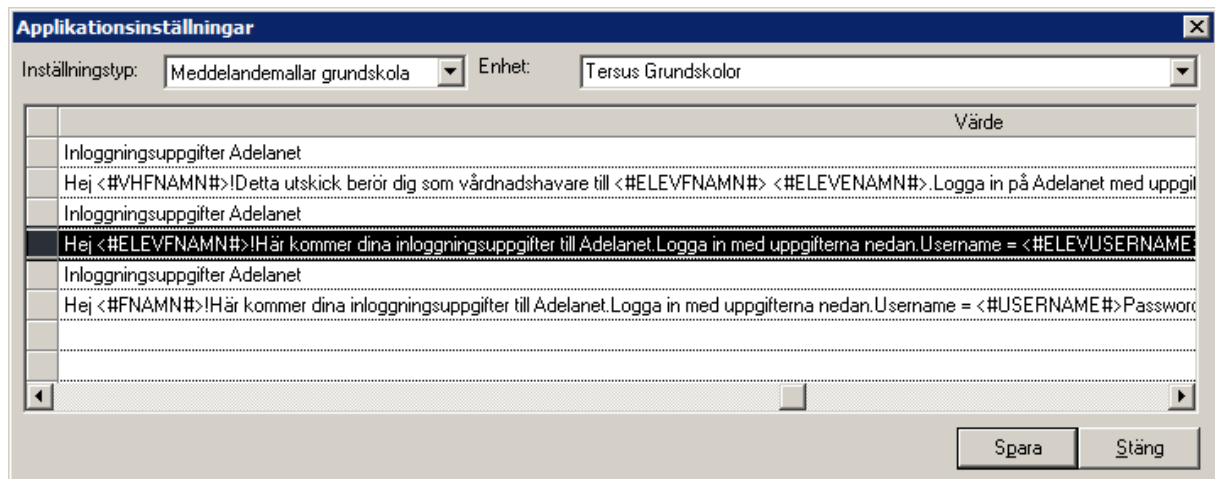 Applikationsinställningar
Inställningstyp: Meddelandemallar grundskola Enhet: Tersus Grundskolor
Värde
Inloggningsuppgifter Adelanet
Hej <#VHFNAMN#>!Detta utskick berör dig som vårdnadshavare till <#ELEVFNAMN#> <#ELEVENAMN#>.Logga in på Adelanet med uppgif
Inloggningsuppgifter Adelanet
Hej <#ELEVFNAMN#>!Här kommer dina inloggningsuppgifter till Adelanet.Logga in med uppgifterna nedan.Username = <#ELEVUSERNAME
Inloggningsuppgifter Adelanet
Hej <#FNAMN#>!Här kommer dina inloggningsuppgifter till Adelanet.Logga in med uppgifterna nedan.Username = <#USERNAME#>Password
Spara Stäng